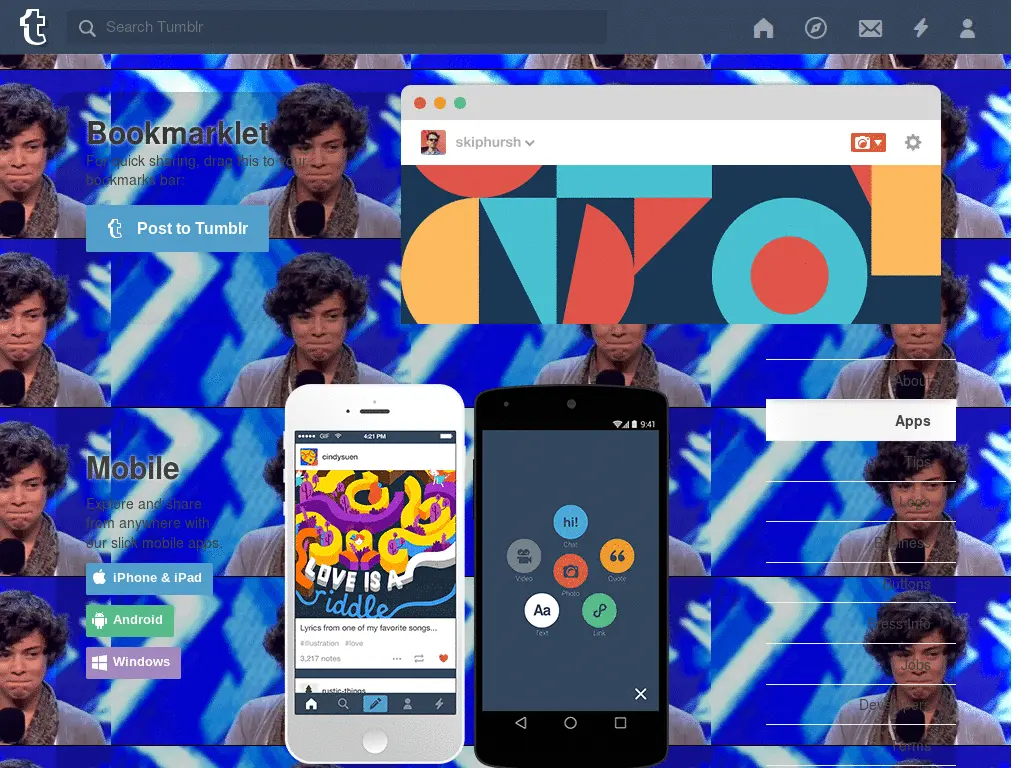 Search Tumblr
Bookmarklet
For quick sharing, drag this to your
bookmarks bar:
Post to Tumblr
skiphursh
Mobile
Explore and share
from anywhere with
our slick mobile apps.
iPhone & iPad
Android
Windows
GIF
4:21 PM
cindysuen
LOVE IS A
riddle
Lyrics from one of my favorite songs...
#illustration #love
3,217 notes
rustic-things
9:41
hi!
Chat
Video
Quote
Photo
Aa
Text
Link
About
Apps
Tips
Logo
Business
Buttons
Press Info
Jobs
Developers
Terms